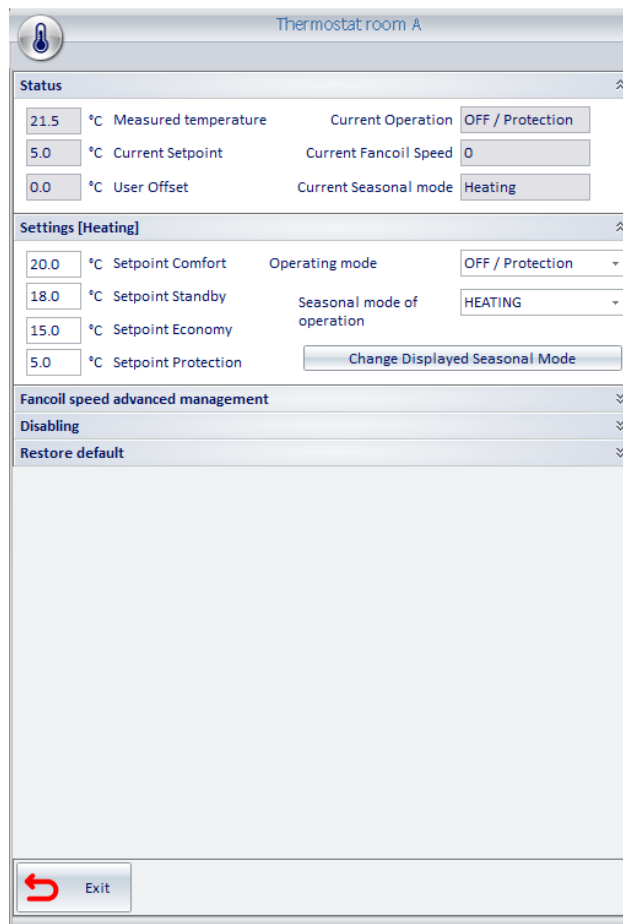 Thermostat room A
Status
21.5 °C Measured temperature Current Operation OFF / Protection
5.0 °C Current Setpoint Current Fancoil Speed 0
0.0 °C User Offset Current Seasonal mode Heating
Settings [Heating]
20.0 °C Setpoint Comfort Operating mode OFF / Protection
18.0 °C Setpoint Standby Seasonal mode of HEATING
operation
15.0 °C Setpoint Economy
5.0 °C Setpoint Protection Change Displayed Seasonal Mode
Fancoil speed advanced management
Disabling
Restore default
Exit